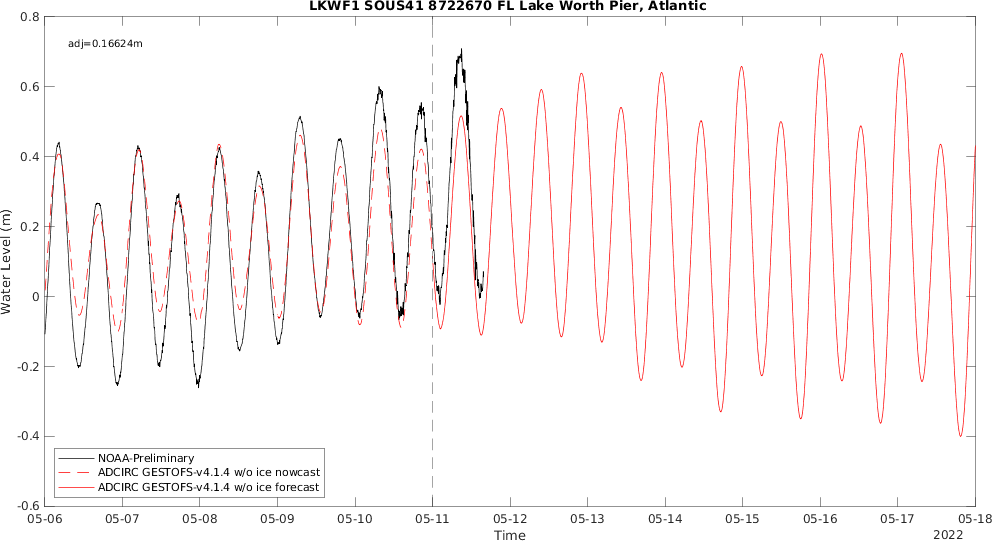 LKWF1 SOUS41 8722670 FL Lake Worth Pier, Atlantic
adj=0.16624m
0.8
0.6
0.4
0.2
0
-0.2
-0.4
-0.6
Water Level (m)
NOAA-Preliminary
ADCIRC GESTOFS-v4.1.4 w/o ice nowcast
ADCIRC GESTOFS-v4.1.4 w/o ice forecast
05-06 05-07 05-08 05-09 05-10 05-11 05-12 05-13 05-14 05-15 05-16 05-17 05-18
Time
2022